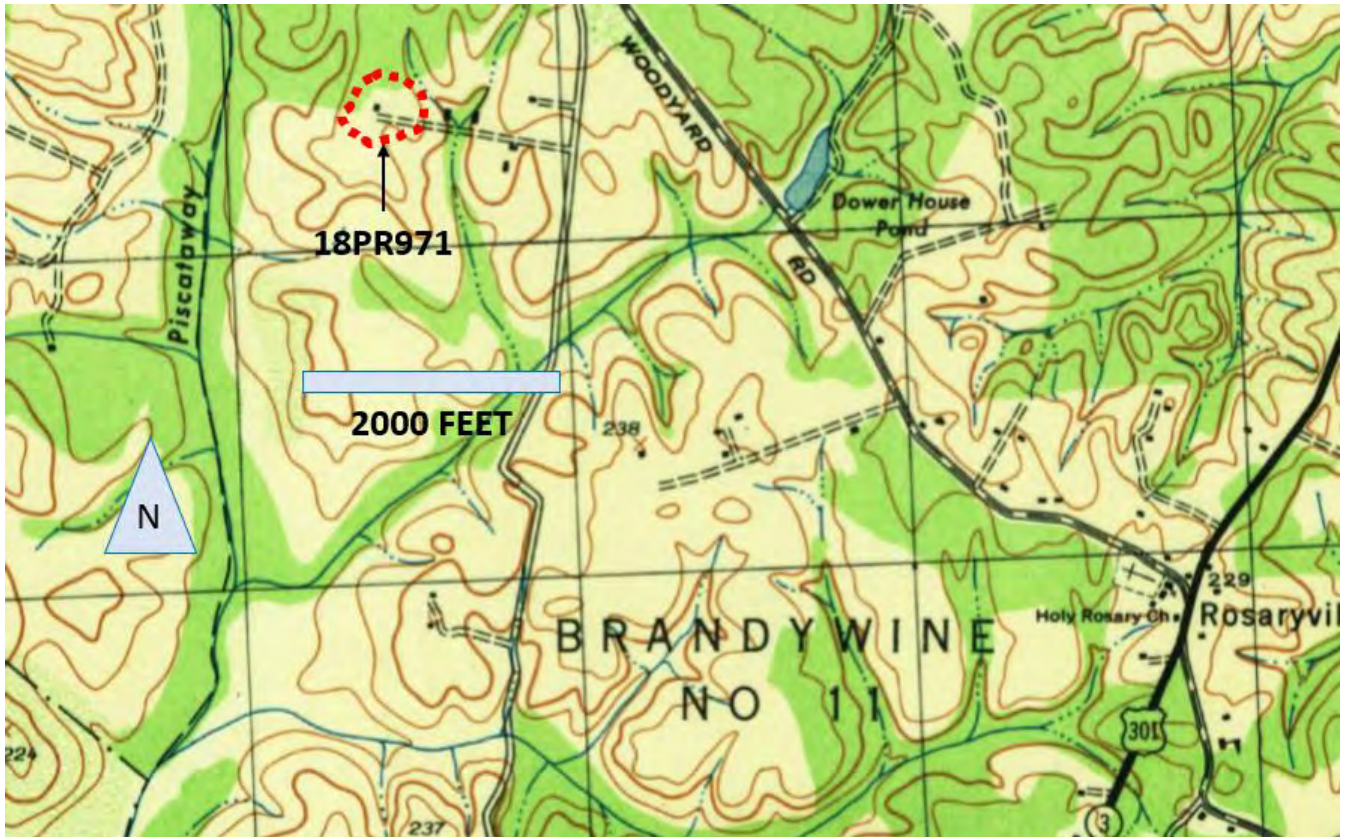 WOODYARD
RD
Piscataway
18PR971
Dower House
Pond
2000 FEET
238
N
BRANDYWINE
NO 11
229
Holy Rosary Ch
Rosaryvil
301
3
224
237